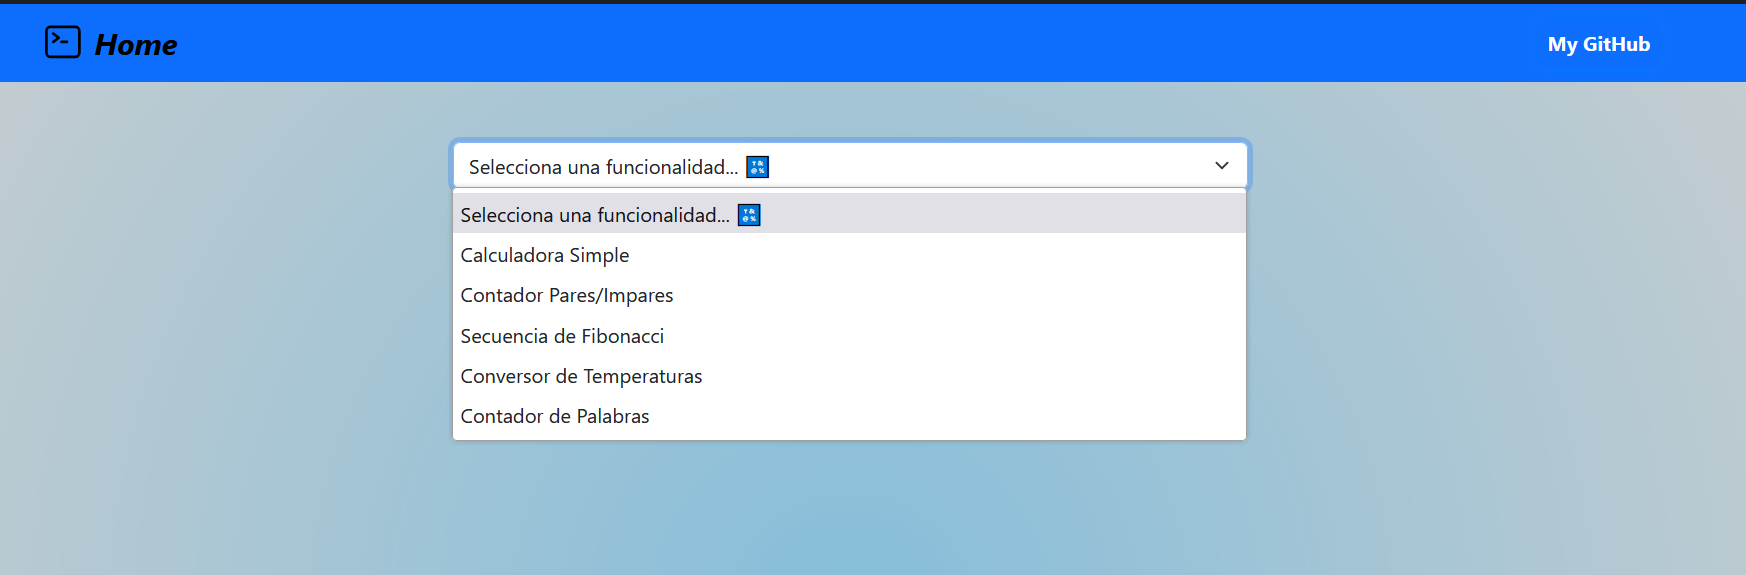 Home
My GitHub
Selecciona una funcionalidad... 🔣
Selecciona una funcionalidad... 🔣
Calculadora Simple
Contador Pares/Impares
Secuencia de Fibonacci
Conversor de Temperaturas
Contador de Palabras